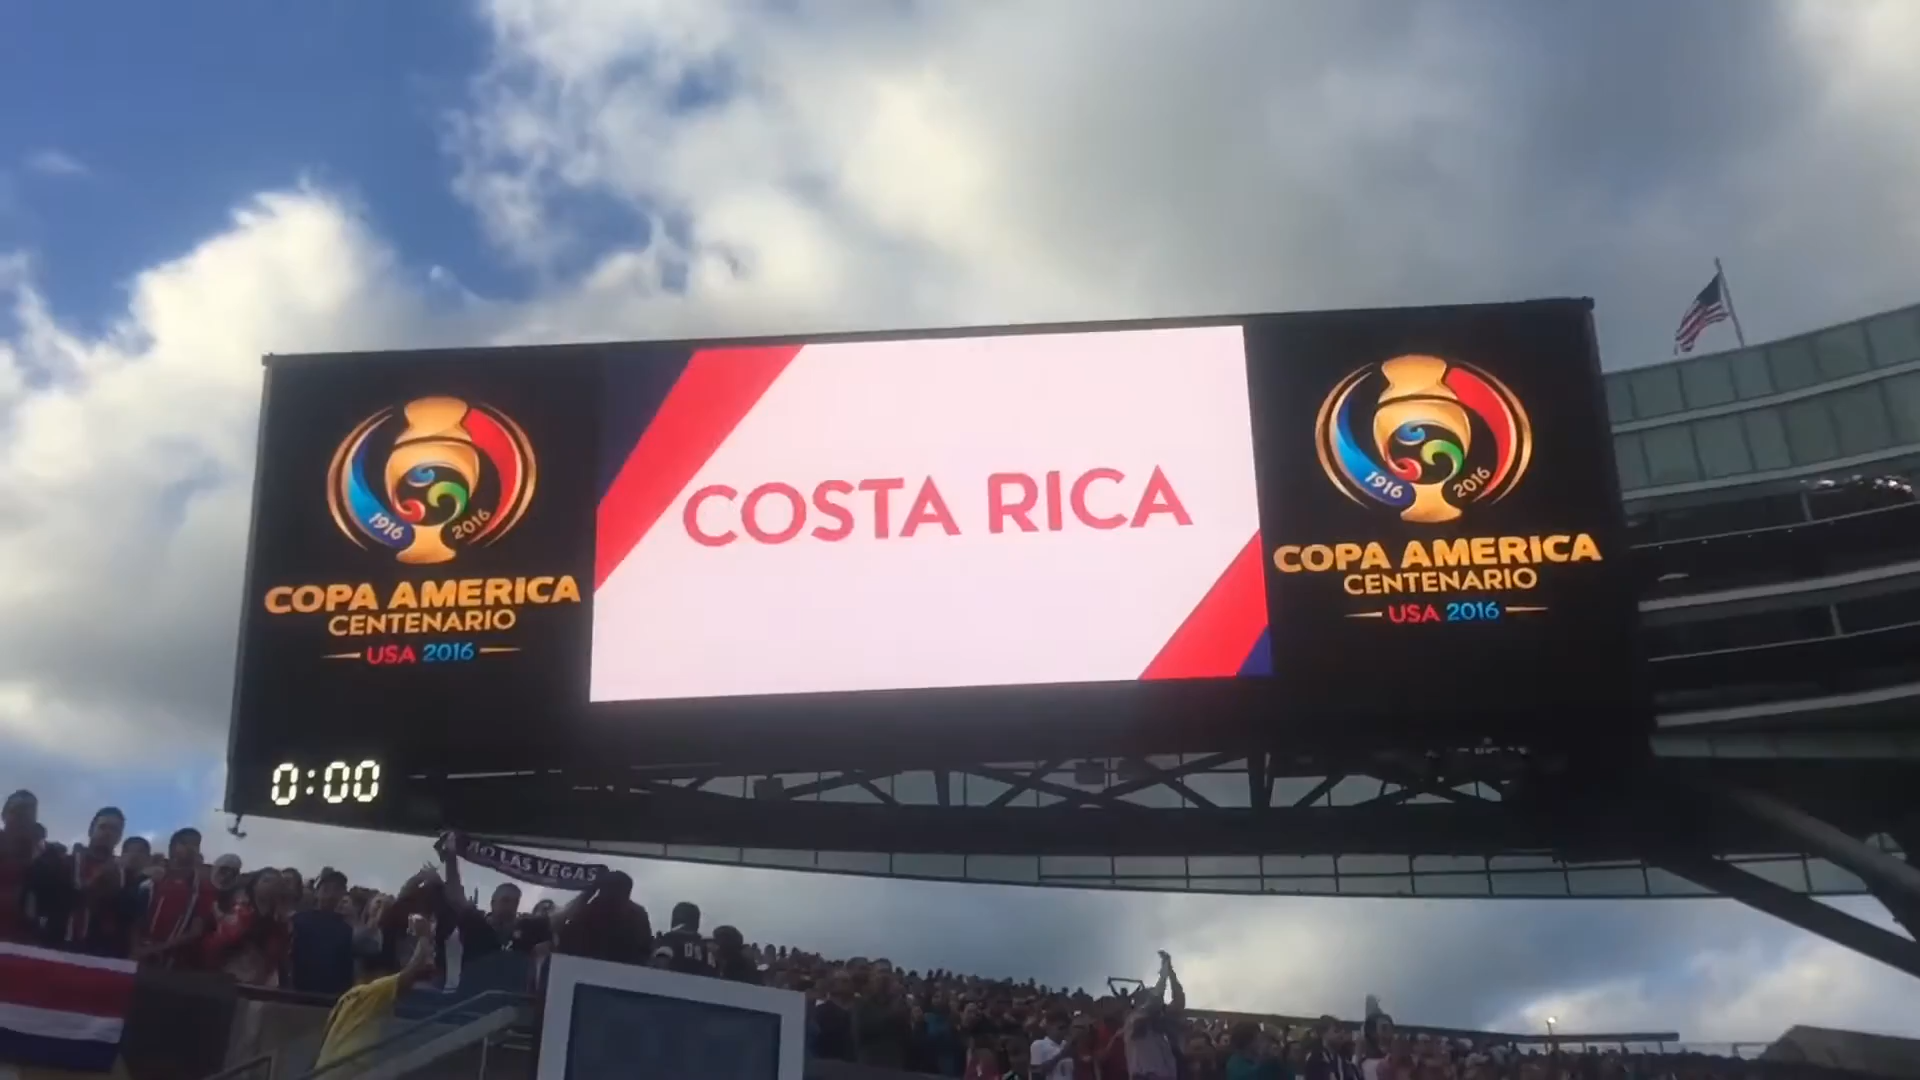 1916
2016
COPA AMERICA
CENTENARIO
USA 2016
COSTA RICA
1916
2016
COPA AMERICA
CENTENARIO
USA 2016
0:00
LAS VEGAS